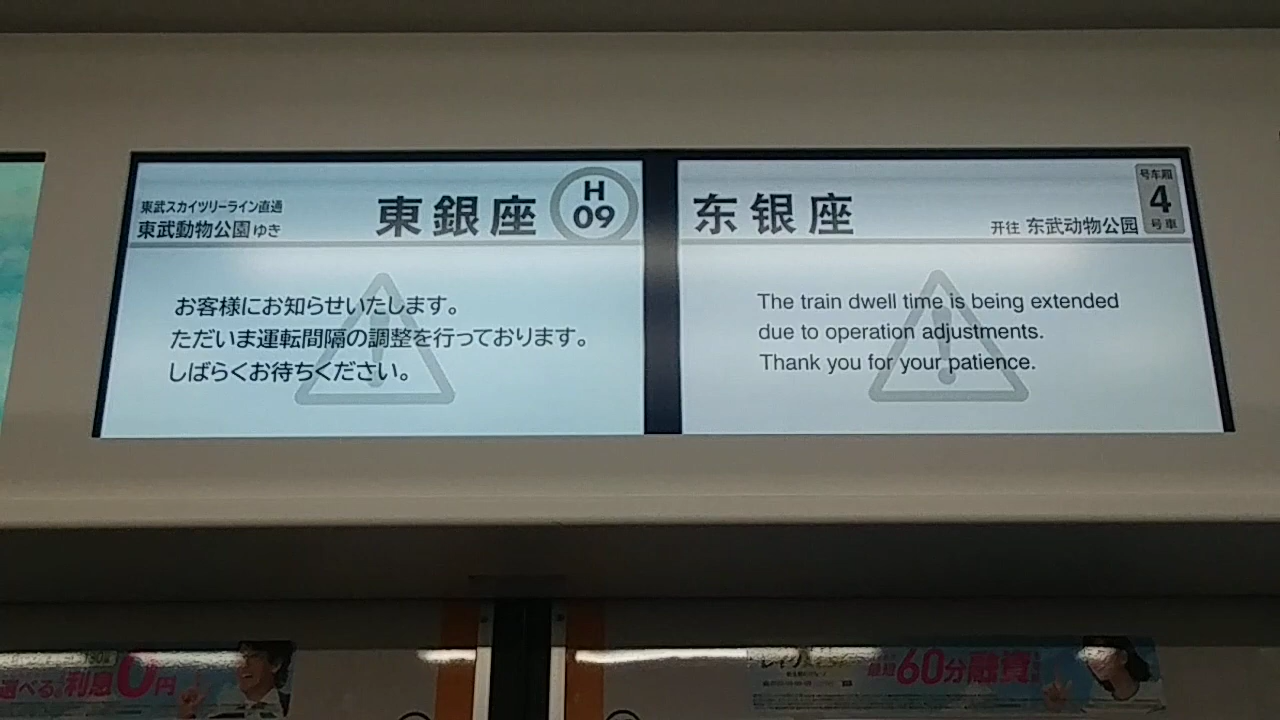 東武スカイツリーライン直通
東武動物公園ゆき
東銀座
H
09
お客様にお知らせいたします。
ただいま運転間隔の調整を行っております。
しばらくお待ちください。
东银座
开往 东武动物公园
号车厢
4
号車
The train dwell time is being extended
due to operation adjustments.
Thank you for your patience.
選べる。利息0円
最短60分融資